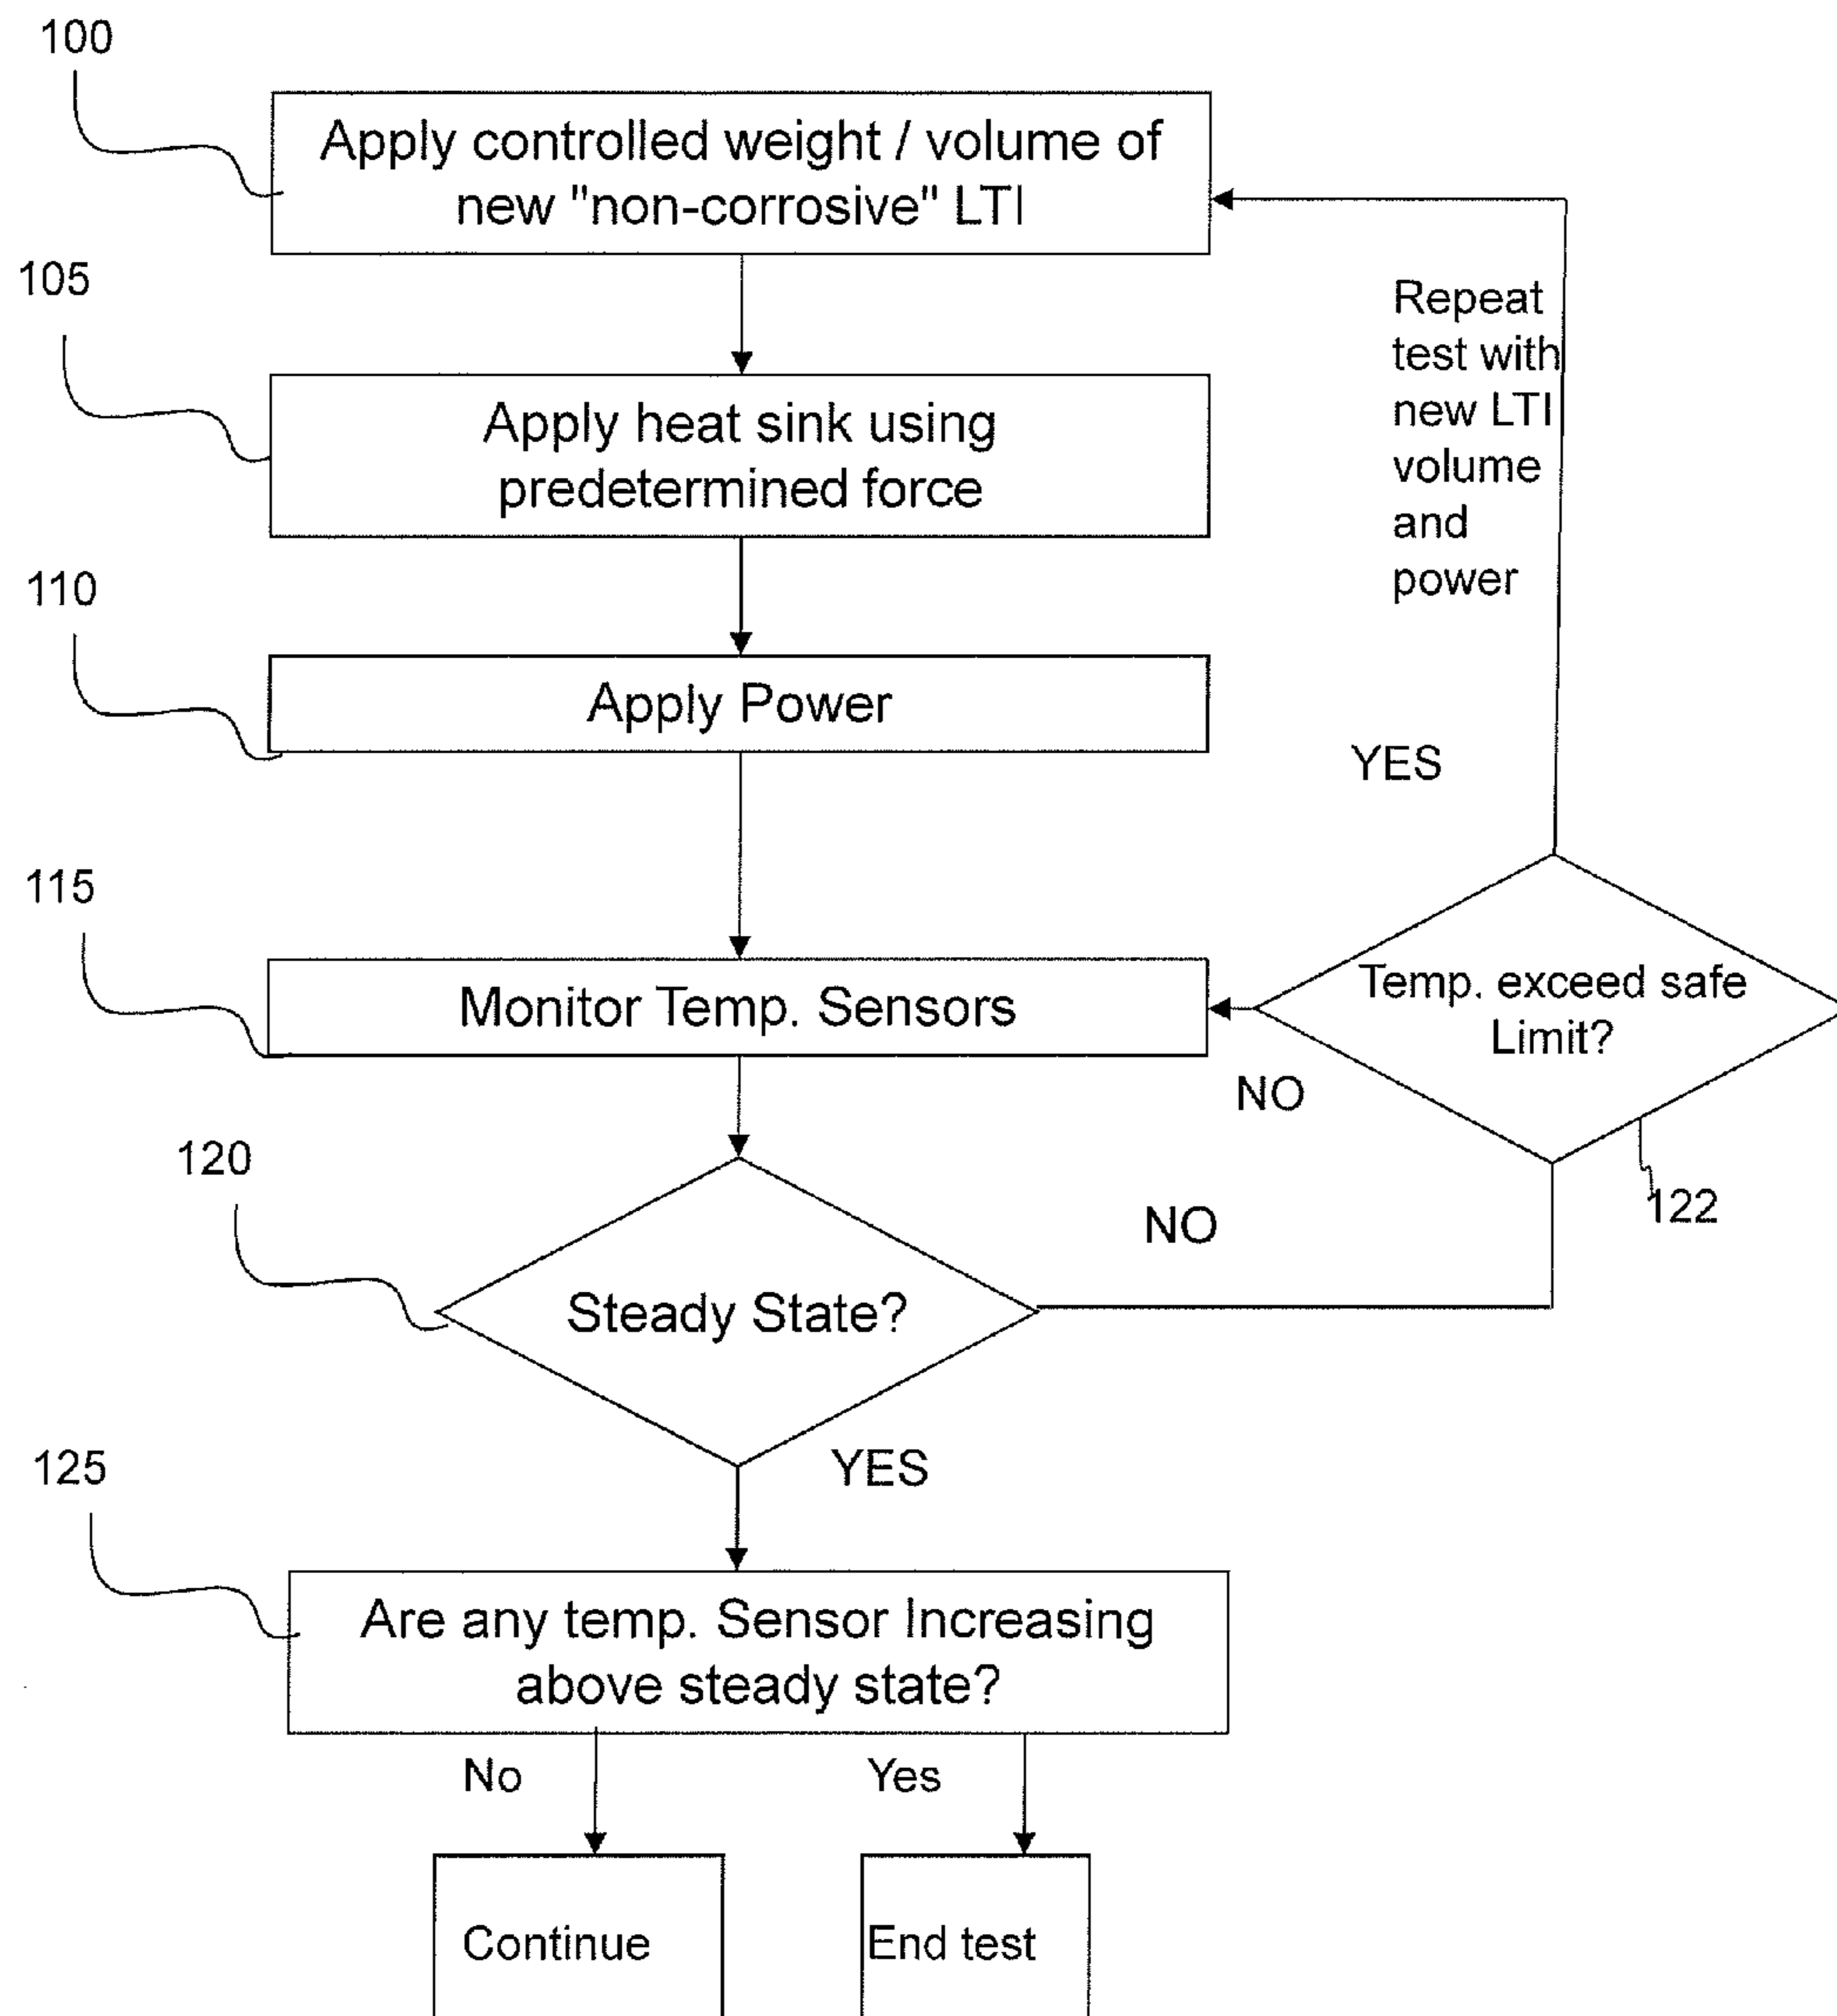 100
Apply controlled weight / volume of
new "non-corrosive" LTI
105
Apply heat sink using
predetermined force
Repeat
test with
new LTI
volume
and
power
110
Apply Power
YES
115
Monitor Temp. Sensors
Temp. exceed safe
Limit?
NO
122
120
Steady State?
NO
YES
125
Are any temp. Sensor Increasing
above steady state?
No
Yes
Continue
End test